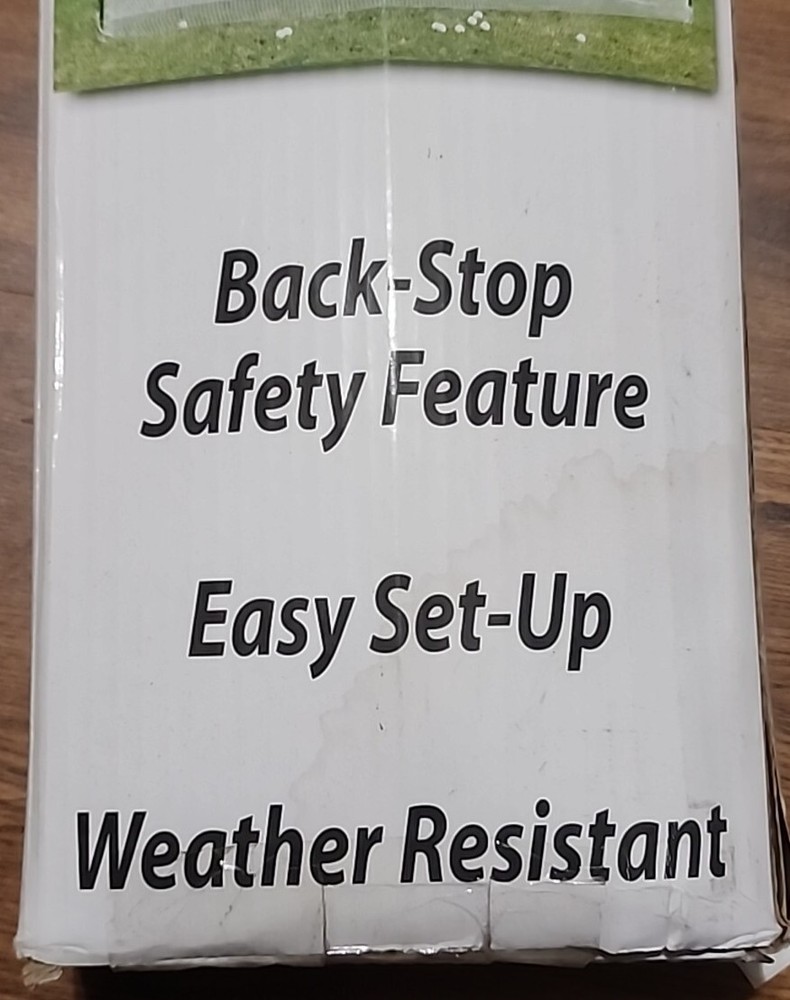 Back-Stop
Safety Feature
Easy Set-Up
Weather Resistant